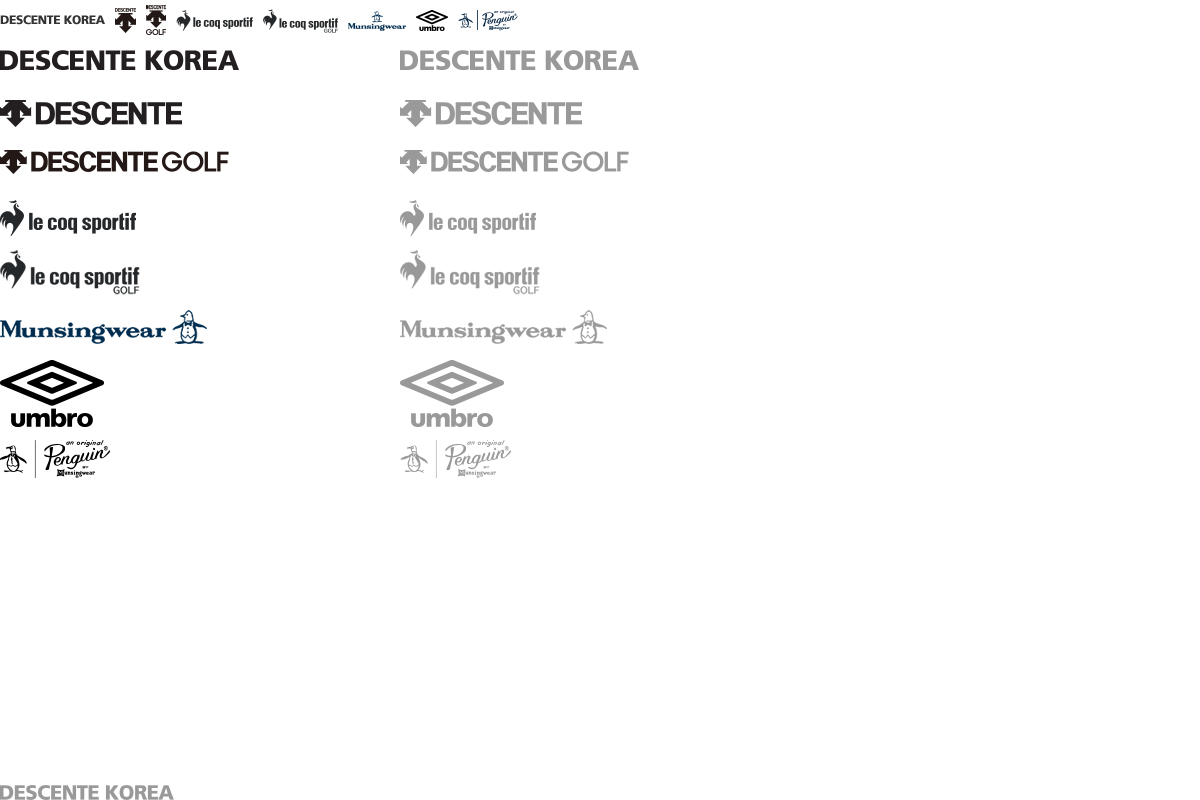 DESCENTE KOREA DESCENTE DESCENTE GOLF le coq sportif le coq sportif GOLF Munsingwear umbro an original Penguin BY Munsingwear
DESCENTE KOREA DESCENTE KOREA
DESCENTE DESCENTE
DESCENTE GOLF DESCENTE GOLF
le coq sportif le coq sportif
le coq sportif le coq sportif
GOLF GOLF
Munsingwear Munsingwear
umbro umbro
an original an original
Penguin® Penguin®
BY BY
Munsingwear Munsingwear
DESCENTE KOREA